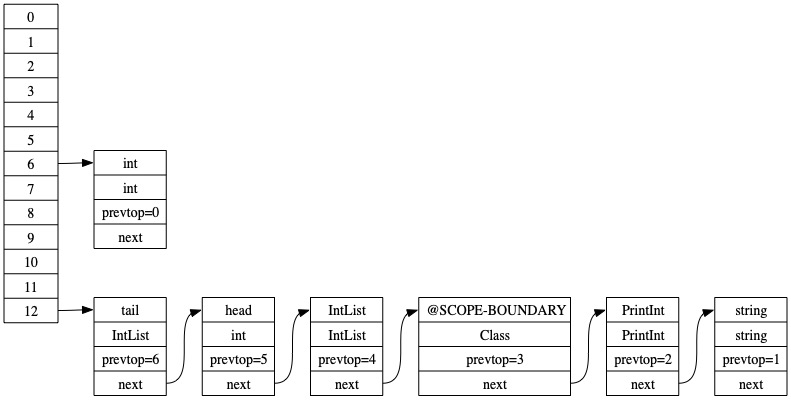 0
1
2
3
4
5
6
7
8
9
10
11
12
int
int
prevtop=0
next
tail
IntList
prevtop=6
next
head
int
prevtop=5
next
IntList
IntList
prevtop=4
next
@SCOPE-BOUNDARY
Class
prevtop=3
next
PrintInt
PrintInt
prevtop=2
next
string
string
prevtop=1
next